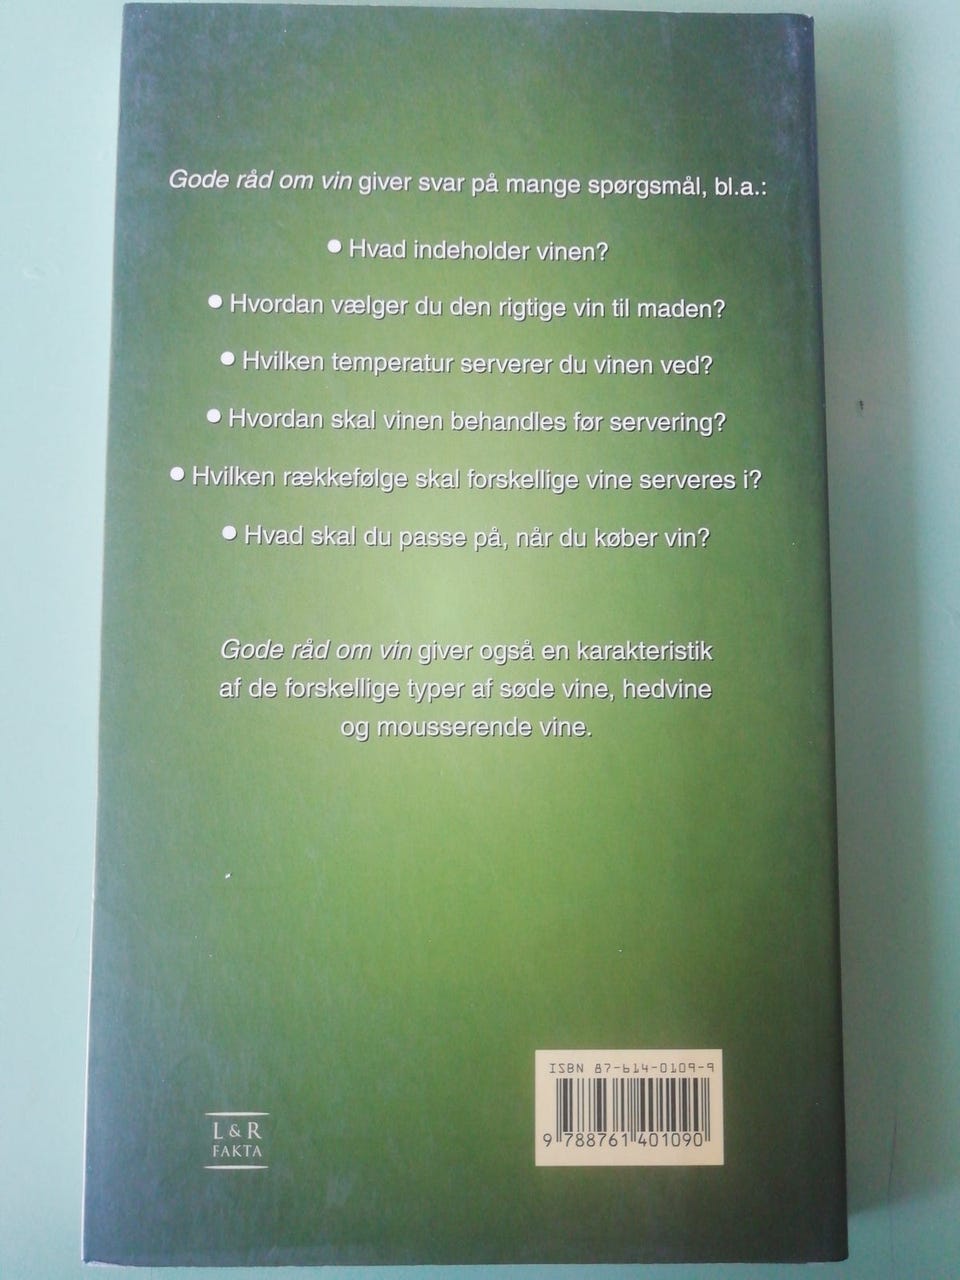 Gode råd om vin giver svar på mange spørgsmål, bl.a.:
● Hvad indeholder vinen?
● Hvordan vælger du den rigtige vin til maden?
● Hvilken temperatur serverer du vinen ved?
● Hvordan skal vinen behandles før servering?
● Hvilken rækkefølge skal forskellige vine serveres i?
● Hvad skal du passe på, når du køber vin?
Gode råd om vin giver også en karakteristik
af de forskellige typer af søde vine, hedvine
og mousserende vine.
ISBN 87-614-0109-9
9 788761 401090
L & R
FAKTA